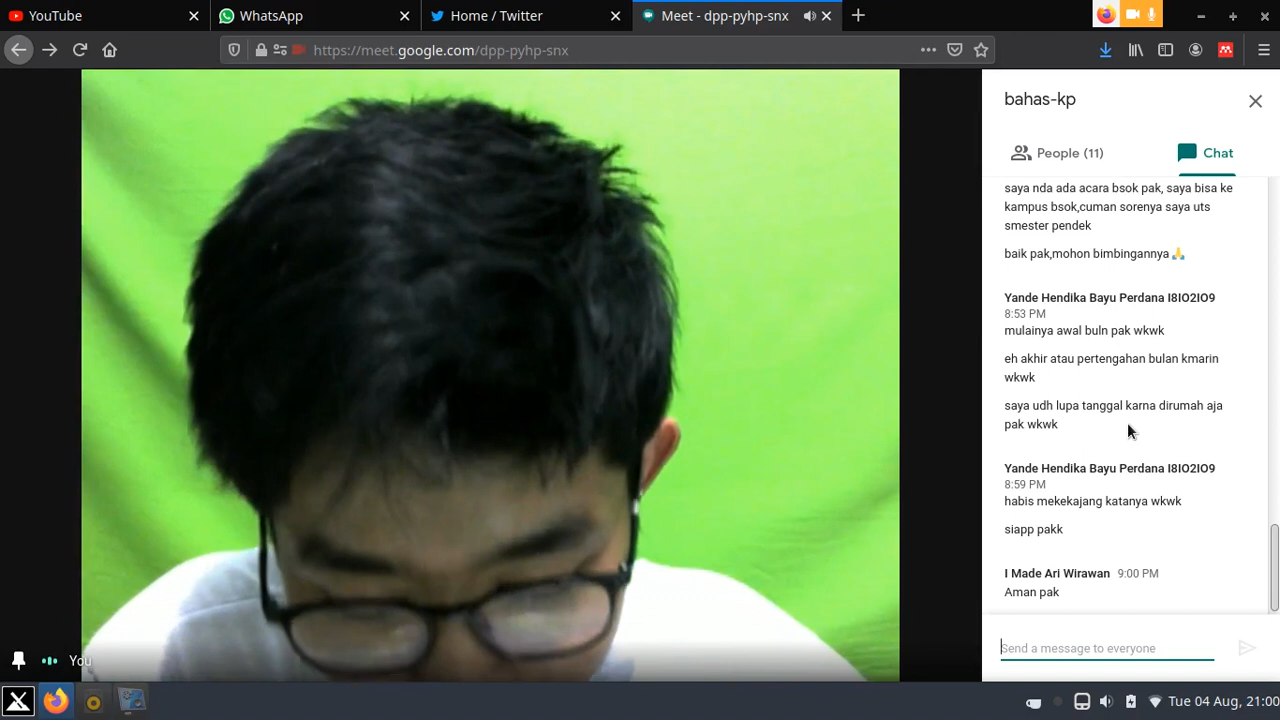 YouTube
WhatsApp
Home / Twitter
Meet - dpp-pyhp-snx
https://meet.google.com/dpp-pyhp-snx
bahas-kp
People (11)
Chat
saya nda ada acara bsok pak, saya bisa ke
kampus bsok,cuman sorenya saya uts
smester pendek
baik pak,mohon bimbingannya🙏
Yande Hendika Bayu Perdana I8IO2IO9
8:53 PM
mulainya awal buln pak wkwk
eh akhir atau pertengahan bulan kmarin
wkwk
saya udh lupa tanggal karna dirumah aja
pak wkwk
Yande Hendika Bayu Perdana I8IO2IO9
8:59 PM
habis mekekajang katanya wkwk
siapp pakk
I Made Ari Wirawan 9:00 PM
Aman pak
Send a message to everyone
You
Tue 04 Aug, 21:00